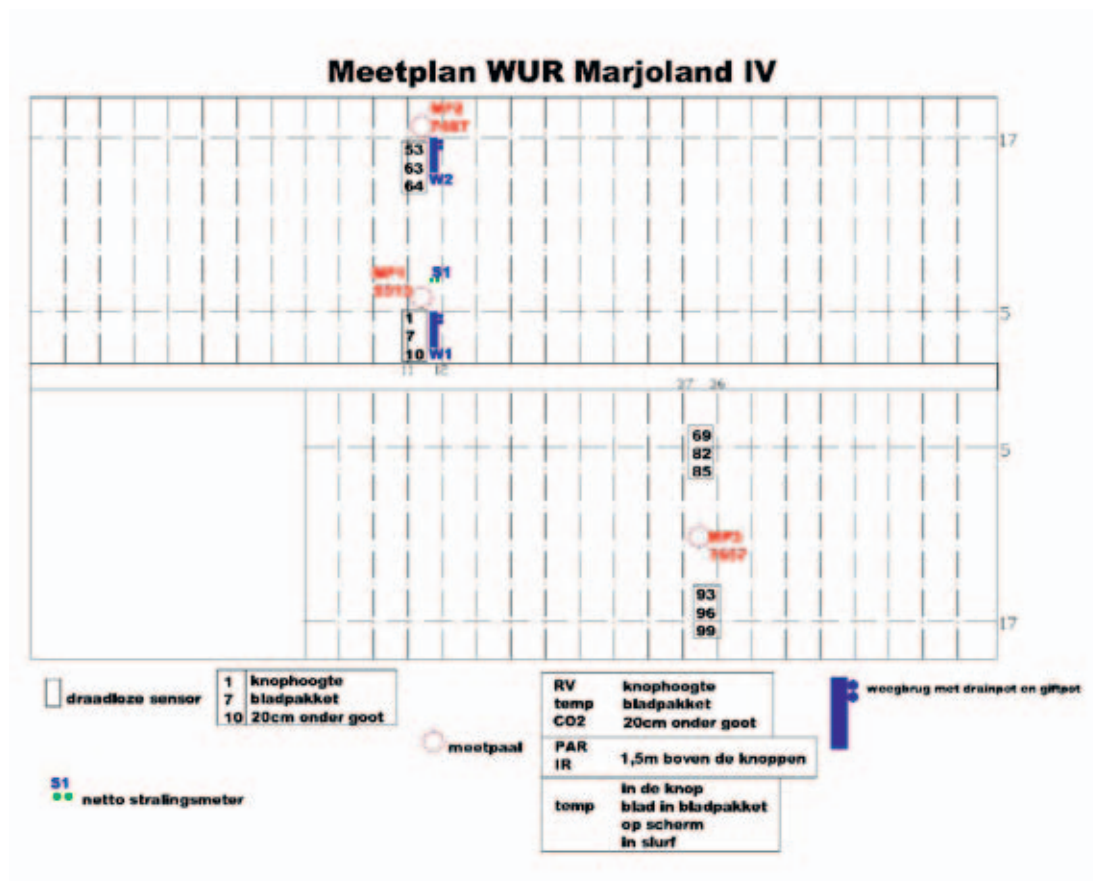 Meetplan WUR Marjoland IV
MP2
17
53
63
64
W2
MP1
S1
5
1
7
10
W1
11 12
27 26
69
82
85
5
MP3
93
96
99
17
draadloze sensor
1 knophoogte
7 bladpakket
10 20cm onder goot
meetpaal
RV knophoogte
temp bladpakket
CO2 20cm onder goot
PAR
IR
1,5m boven de knoppen
temp
in de knop
blad in bladpakket
op scherm
in slurf
weegbrug met drainpot en giftpot
S1
netto stralingsmeter